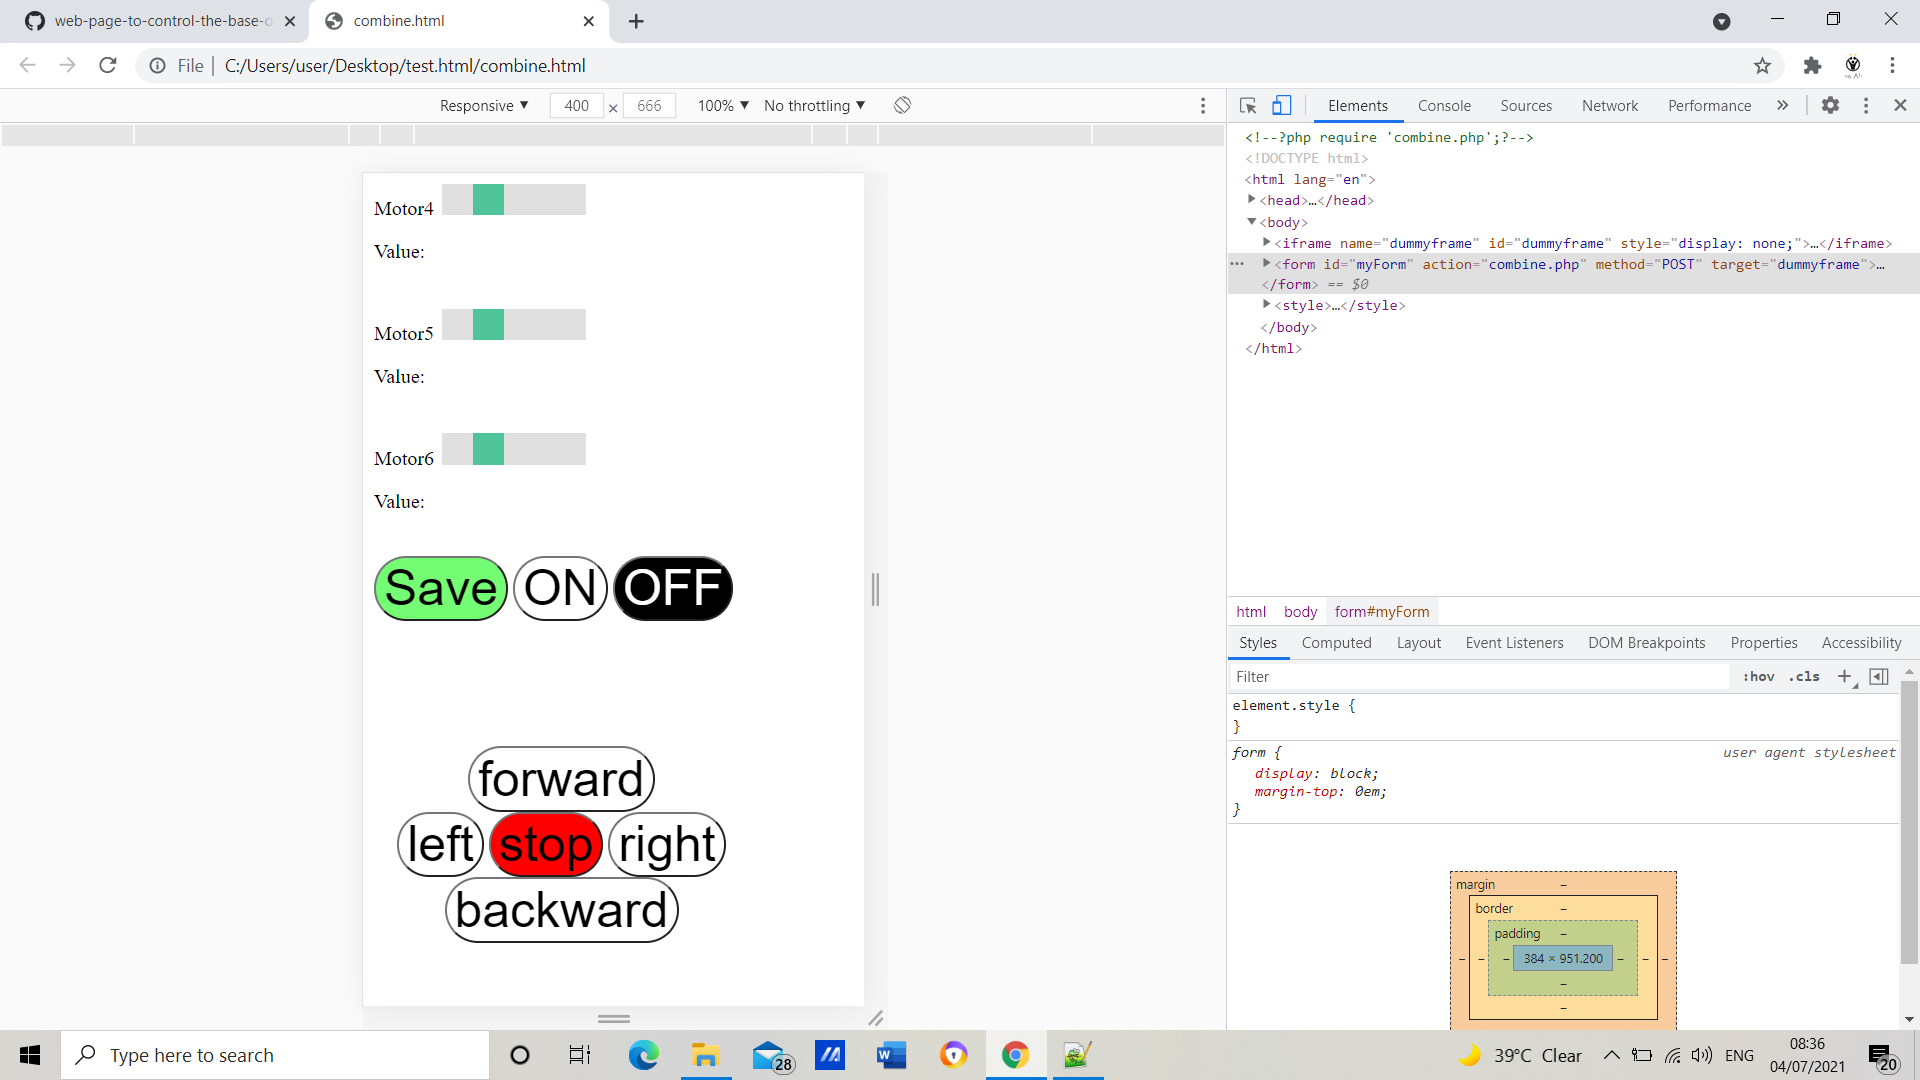 web-page-to-control-the-base-o
combine.html
File
C:/Users/user/Desktop/test.html/combine.html
Responsive ▼ 400 × 666 100% ▼ No throttling ▼
Elements Console Sources Network Performance »
<!--?php require 'combine.php';?-->
<!DOCTYPE html>
<html lang="en">
<head>…</head>
<body>
<iframe name="dummyframe" id="dummyframe" style="display: none;">…</iframe>
<form id="myForm" action="combine.php" method="POST" target="dummyframe">…
</form> == $0
<style>…</style>
</body>
</html>
Motor4
Value:
Motor5
Value:
Motor6
Value:
Save ON OFF
forward
left stop right
backward
html body form#myForm
Styles Computed Layout Event Listeners DOM Breakpoints Properties Accessibility
Filter :hov .cls +
element.style {
}
form { user agent stylesheet
display: block;
margin-top: 0em;
}
margin –
border –
padding –
– – – 384 × 951.200 – – –
–
–
Type here to search
28
39°C Clear
ENG
08:36
04/07/2021
20